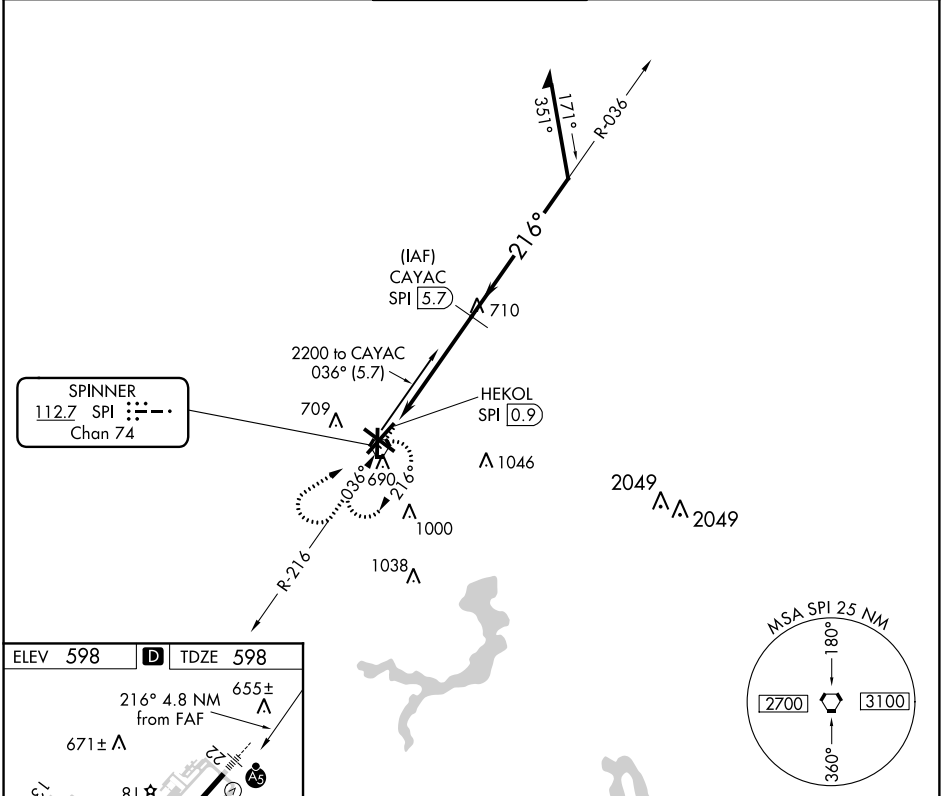 351°
171°
R-036
216°
(IAF)
CAYAC
SPI 5.7
710
2200 to CAYAC
036° (5.7)
HEKOL
SPI 0.9
SPINNER
112.7 SPI
Chan 74
709
1046
036°
690
216°
2049
2049
1000
1038
R-216
MSA SPI 25 NM
180°
2700
3100
360°
ELEV 598 D TDZE 598
216° 4.8 NM
from FAF
655±
671±
22
A5
81